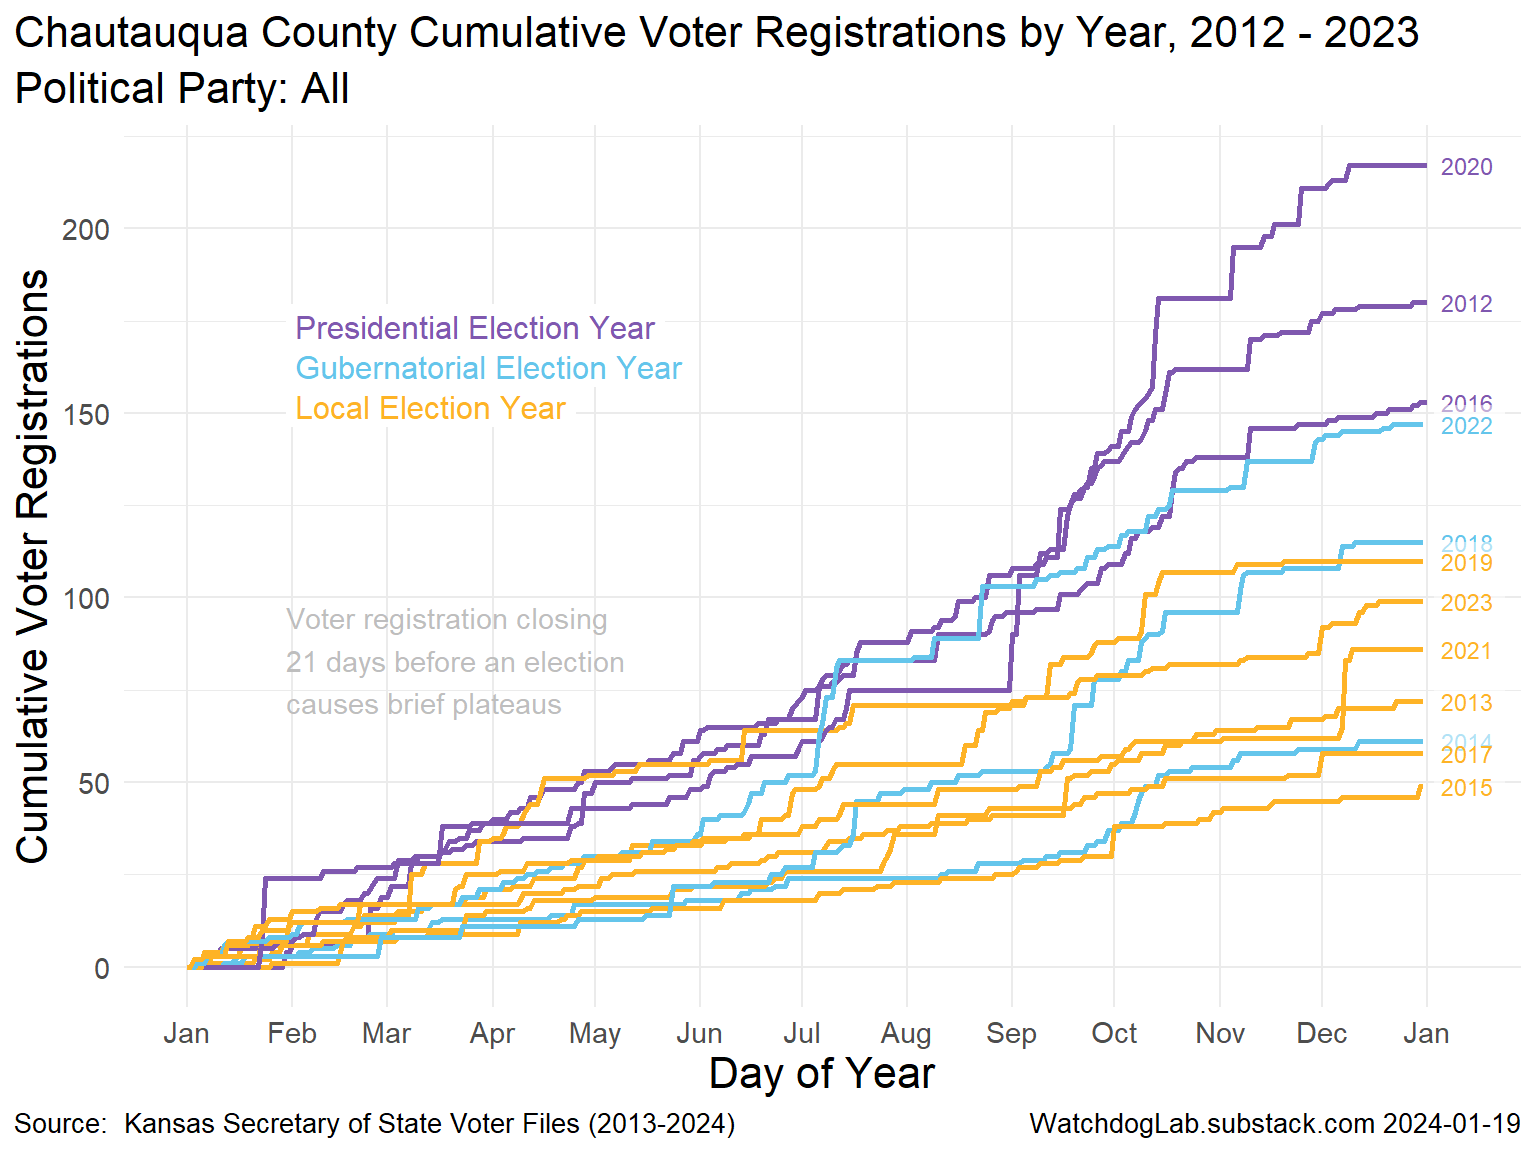 Chautauqua County Cumulative Voter Registrations by Year, 2012 - 2023
Political Party: All
Cumulative Voter Registrations
200
150
100
50
0
Presidential Election Year
Gubernatorial Election Year
Local Election Year
Voter registration closing
21 days before an election
causes brief plateaus
2020
2012
2016
2022
2018
2019
2023
2021
2013
2014
2017
2015
Jan Feb Mar Apr May Jun Jul Aug Sep Oct Nov Dec Jan
Day of Year
Source:  Kansas Secretary of State Voter Files (2013-2024)
WatchdogLab.substack.com 2024-01-19